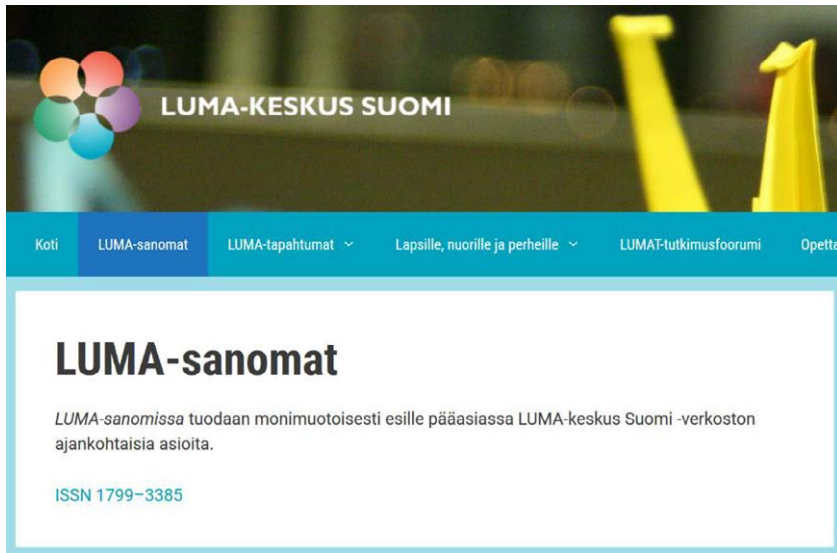 LUMA-KESKUS SUOMI
Koti LUMA-sanomat LUMA-tapahtumat Lapsille, nuorille ja perheille LUMAT-tutkimusfoorumi Opetta
LUMA-sanomat
LUMA-sanomissa tuodaan monimuotoisesti esille pääasiassa LUMA-keskus Suomi -verkoston
ajankohtaisia asioita.
ISSN 1799–3385